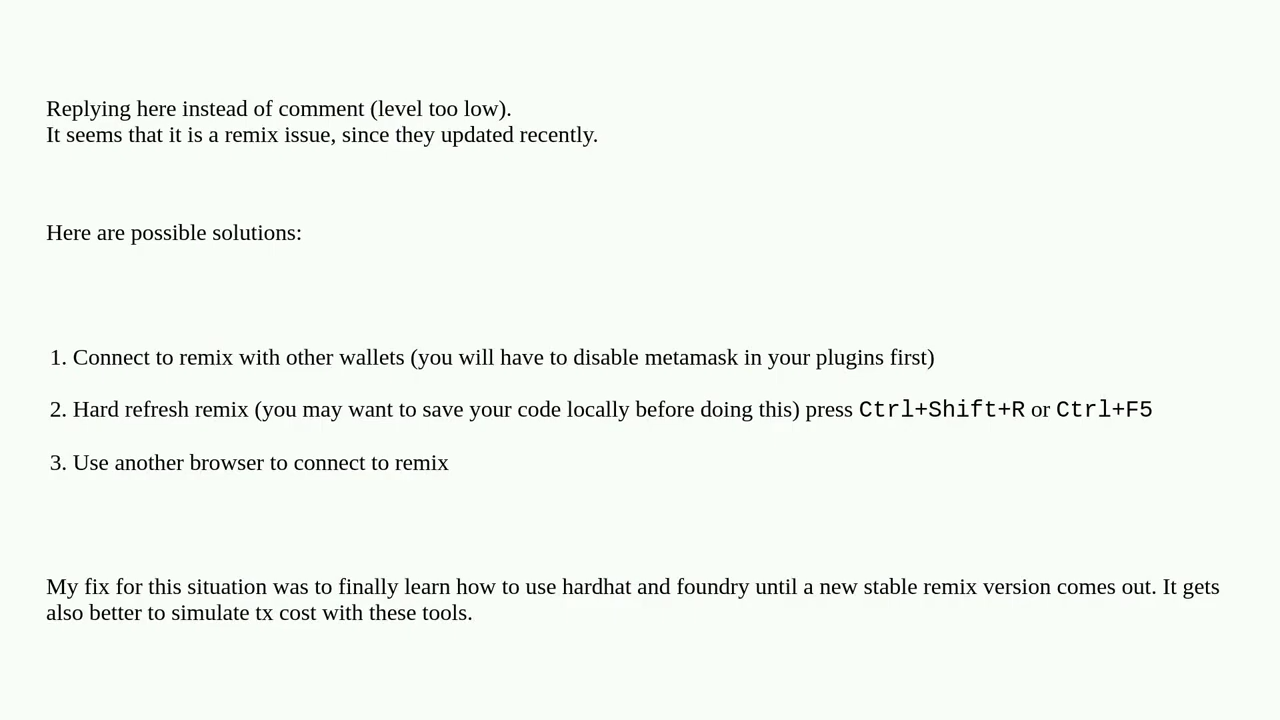 Replying here instead of comment (level too low).
It seems that it is a remix issue, since they updated recently.
Here are possible solutions:
1. Connect to remix with other wallets (you will have to disable metamask in your plugins first)
2. Hard refresh remix (you may want to save your code locally before doing this) press Ctrl+Shift+R or Ctrl+F5
3. Use another browser to connect to remix
My fix for this situation was to finally learn how to use hardhat and foundry until a new stable remix version comes out. It gets
also better to simulate tx cost with these tools.